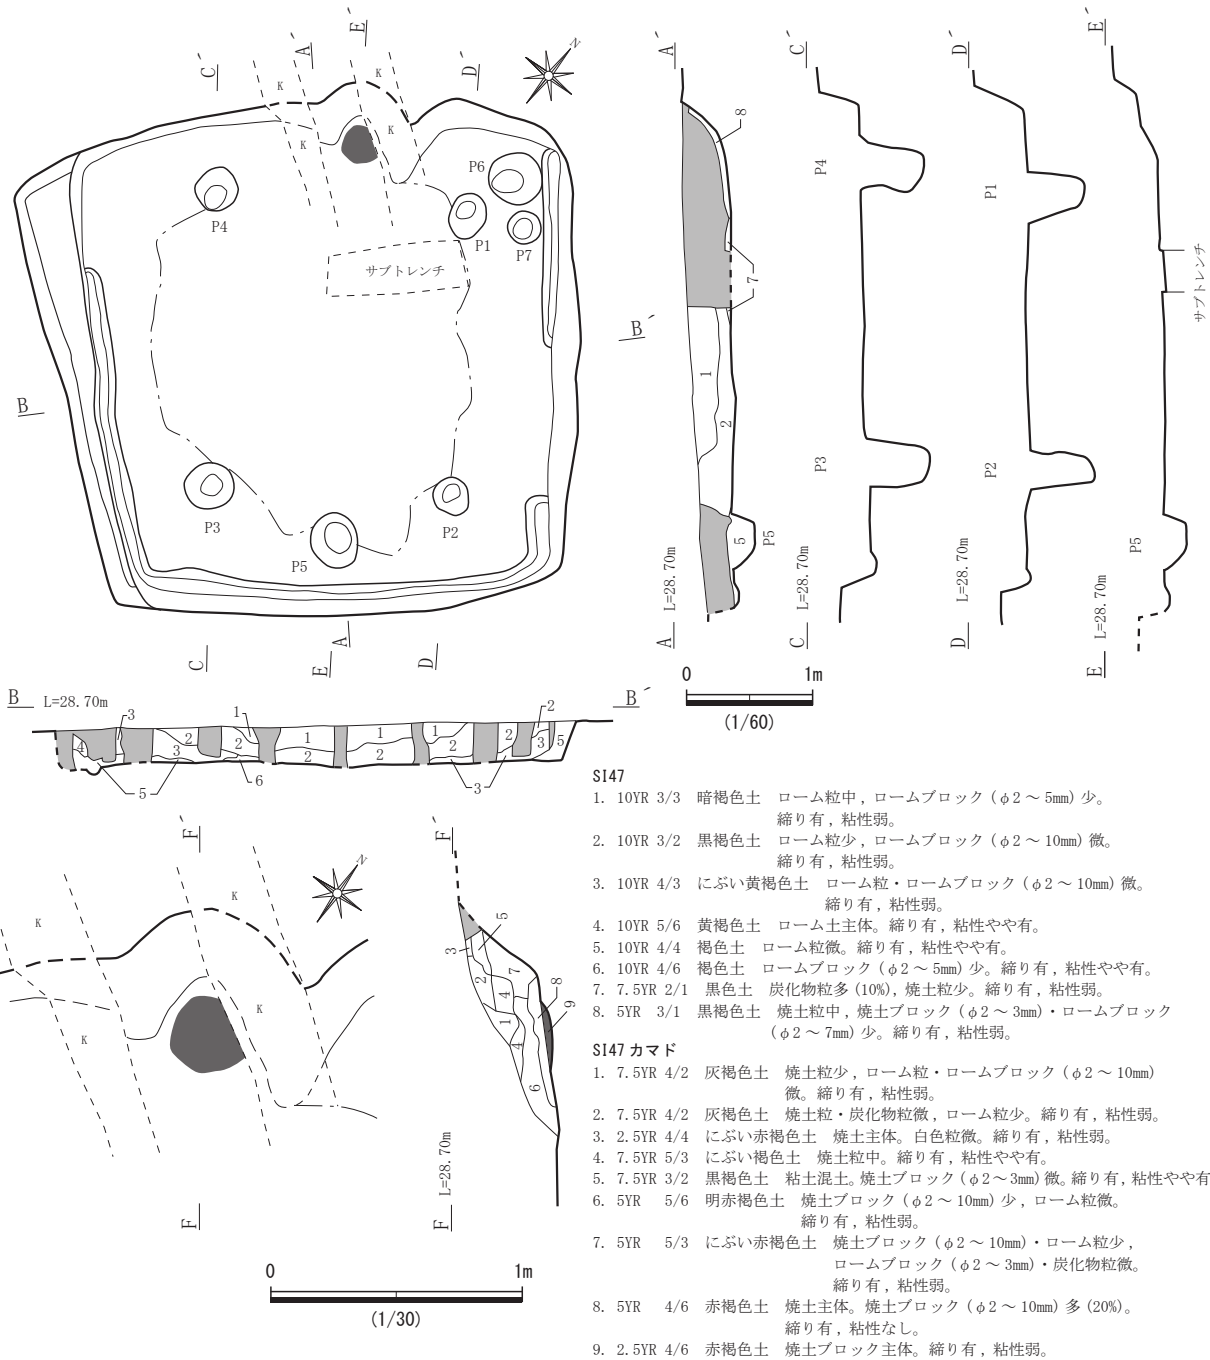 C´
A´
E´
D´
N
K
K
K
K
P4
P6
P1
P7
サブトレンチ
B
B´
P3
P5
P2
C
E
A
D
A´
8
7
1
2
5
P5
A
L=28.70m
C´
P4
P3
C
L=28.70m
D´
P1
P2
D
L=28.70m
E´
サブトレンチ
P5
E
L=28.70m
0
1m
(1/60)
B
L=28.70m
B´
3
1
2
4
2
3
2
1
2
1
2
1
2
2
3
5
5
6
3
F´
N
K
K
K
K
F
F´
5
3
2
7
4
1
4
8
9
6
F
L=28.70m
0
1m
(1/30)
SI47
1. 10YR 3/3 暗褐色土 ローム粒中，ロームブロック（φ2～5mm）少。
締り有，粘性弱。
2. 10YR 3/2 黒褐色土 ローム粒少，ロームブロック（φ2～10mm）微。
締り有，粘性弱。
3. 10YR 4/3 にぶい黄褐色土 ローム粒・ロームブロック（φ2～10mm）微。
締り有，粘性弱。
4. 10YR 5/6 黄褐色土 ローム土主体。締り有，粘性やや有。
5. 10YR 4/4 褐色土 ローム粒微。締り有，粘性やや有。
6. 10YR 4/6 褐色土 ロームブロック（φ2～5mm）少。締り有，粘性やや有。
7. 7.5YR 2/1 黒色土 炭化物粒多(10%)，焼土粒少。締り有，粘性弱。
8. 5YR 3/1 黒褐色土 焼土粒中，焼土ブロック（φ2～3mm）・ロームブロック
（φ2～7mm）少。締り有，粘性弱。
SI47 カマド
1. 7.5YR 4/2 灰褐色土 焼土粒少，ローム粒・ロームブロック（φ2～10mm）
微。締り有，粘性弱。
2. 7.5YR 4/2 灰褐色土 焼土粒・炭化物粒微，ローム粒少。締り有，粘性弱。
3. 2.5YR 4/4 にぶい赤褐色土 焼土主体。白色粒微。締り有，粘性弱。
4. 7.5YR 5/3 にぶい褐色土 焼土粒中。締り有，粘性やや有。
5. 7.5YR 3/2 黒褐色土 粘土混土。焼土ブロック（φ2～3mm）微。締り有，粘性やや有
6. 5YR 5/6 明赤褐色土 焼土ブロック（φ2～10mm）少，ローム粒微。
締り有，粘性弱。
7. 5YR 5/3 にぶい赤褐色土 焼土ブロック（φ2～10mm）・ローム粒少，
ロームブロック（φ2～3mm）・炭化物粒微。
締り有，粘性弱。
8. 5YR 4/6 赤褐色土 焼土主体。焼土ブロック（φ2～10mm）多(20%)。
締り有，粘性なし。
9. 2.5YR 4/6 赤褐色土 焼土ブロック主体。締り有，粘性弱。